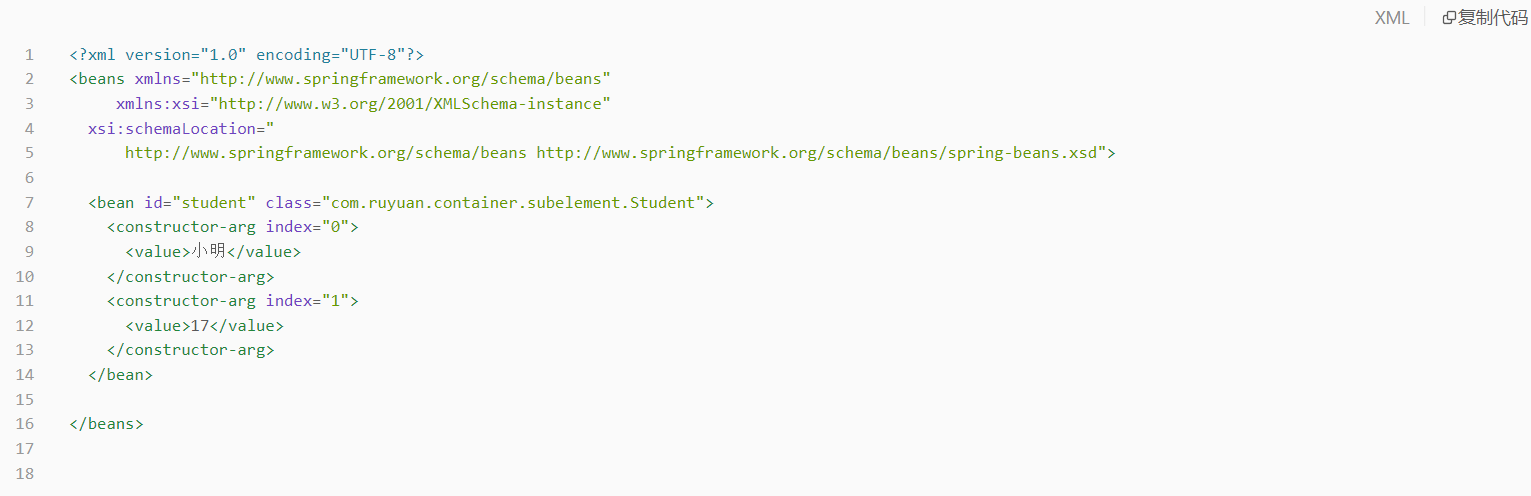 XML 复制代码
1 <?xml version="1.0" encoding="UTF-8"?>
2 <beans xmlns="http://www.springframework.org/schema/beans"
3      xmlns:xsi="http://www.w3.org/2001/XMLSchema-instance"
4   xsi:schemaLocation="
5       http://www.springframework.org/schema/beans http://www.springframework.org/schema/beans/spring-beans.xsd">
6
7   <bean id="student" class="com.ruyuan.container.subelement.Student">
8     <constructor-arg index="0">
9       <value>小明</value>
10     </constructor-arg>
11     <constructor-arg index="1">
12       <value>17</value>
13     </constructor-arg>
14   </bean>
15
16 </beans>
17
18